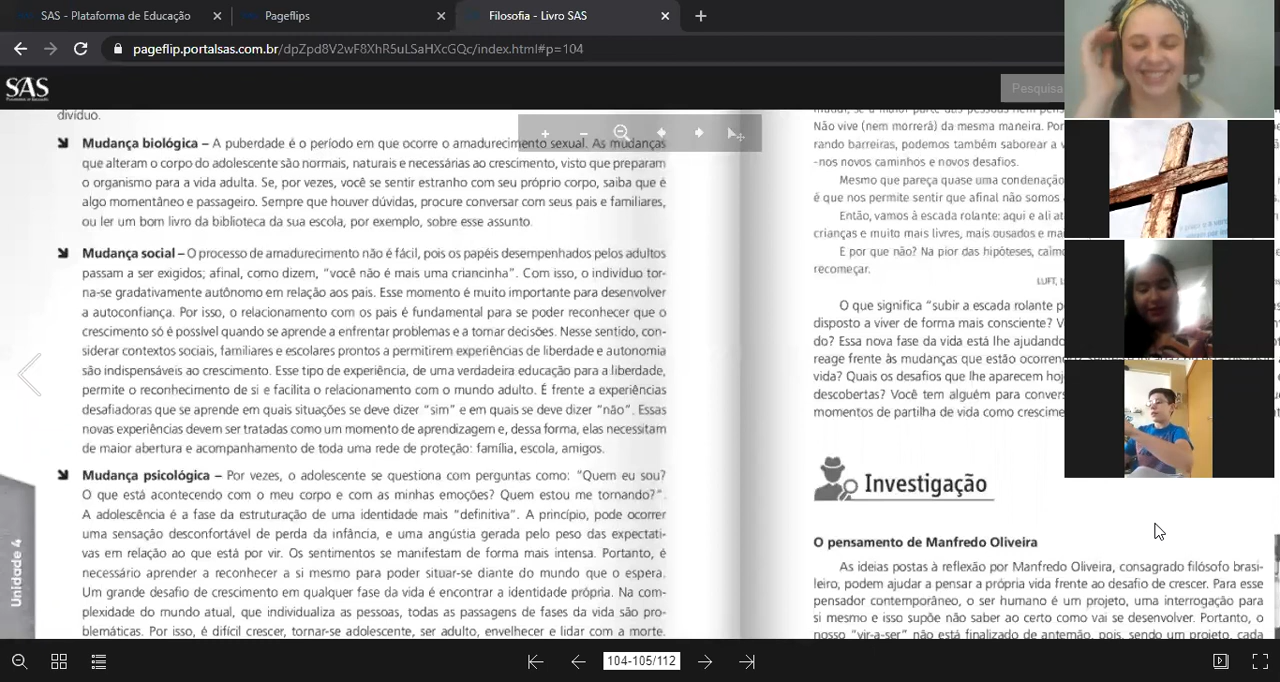 SAS - Plataforma de Educação
Pageflips
Filosofia - Livro SAS
pageflip.portalsas.com.br/dpZpd8V2wF8XhR5uLSaHXcGQc/index.html#p=104
SAS
Pesquisa
divíduo.
Mudança biológica – A puberdade é o período em que ocorre o amadurecimento sexual. As mudanças
que alteram o corpo do adolescente são normais, naturais e necessárias ao crescimento, visto que preparam
o organismo para a vida adulta. Se, por vezes, você se sentir estranho com seu próprio corpo, saiba que é
algo momentâneo e passageiro. Sempre que houver dúvidas, procure conversar com seus pais e familiares,
ou ler um bom livro da biblioteca da sua escola, por exemplo, sobre esse assunto.
Mudança social – O processo de amadurecimento não é fácil, pois os papéis desempenhados pelos adultos
passam a ser exigidos; afinal, como dizem, “você não é mais uma criancinha”. Com isso, o indivíduo tor-
na-se gradativamente autônomo em relação aos pais. Esse momento é muito importante para desenvolver
a autoconfiança. Por isso, o relacionamento com os pais é fundamental para se poder reconhecer que o
crescimento só é possível quando se aprende a enfrentar problemas e a tomar decisões. Nesse sentido, con-
siderar contextos sociais, familiares e escolares prontos a permitirem experiências de liberdade e autonomia
são indispensáveis ao crescimento. Esse tipo de experiência, de uma verdadeira educação para a liberdade,
permite o reconhecimento de si e facilita o relacionamento com o mundo adulto. É frente a experiências
desafiadoras que se aprende em quais situações se deve dizer “sim” e em quais se deve dizer “não”. Essas
novas experiências devem ser tratadas como um momento de aprendizagem e, dessa forma, elas necessitam
de maior abertura e acompanhamento de toda uma rede de proteção: família, escola, amigos.
Mudança psicológica – Por vezes, o adolescente se questiona com perguntas como: “Quem eu sou?
O que está acontecendo com o meu corpo e com as minhas emoções? Quem estou me tornando?”.
A adolescência é a fase da estruturação de uma identidade mais “definitiva”. A princípio, pode ocorrer
uma sensação desconfortável de perda da infância, e uma angústia gerada pelo peso das expectati-
vas em relação ao que está por vir. Os sentimentos se manifestam de forma mais intensa. Portanto, é
necessário aprender a reconhecer a si mesmo para poder situar-se diante do mundo que o espera.
Um grande desafio de crescimento em qualquer fase da vida é encontrar a identidade própria. Na com-
plexidade do mundo atual, que individualiza as pessoas, todas as passagens de fases da vida são pro-
blemáticas. Por isso, é difícil crescer, tornar-se adolescente, ser adulto, envelhecer e lidar com a morte.
Unidade 4
Não vive (nem morrerá) da mesma maneira. Por
rando barreiras, podemos também saborear a
-nos novos caminhos e novos desafios.
Mesmo que pareça quase uma condenação
é que nos permite sentir que afinal não somos
Então, vamos à escada rolante: aqui e ali
crianças e muito mais livres, mais ousados e
E por que não? Na pior das hipóteses,
recomeçar.
LUFT,
O que significa “subir a escada rolante
disposto a viver de forma mais consciente?
do? Essa nova fase da vida está lhe ajudando
reage frente às mudanças que estão
vida? Quais os desafios que lhe aparecem
descobertas? Você tem alguém para
momentos de partilha de vida como
Investigação
O pensamento de Manfredo Oliveira
As ideias postas à reflexão por Manfredo Oliveira, consagrado filósofo brasi-
leiro, podem ajudar a pensar a própria vida frente ao desafio de crescer. Para esse
pensador contemporâneo, o ser humano é um projeto, uma interrogação para
si mesmo e isso supõe não saber ao certo como vai se desenvolver. Portanto, o
nosso “vir-a-ser” não está finalizado de antemão, pois, sendo um projeto, cada
104-105/112